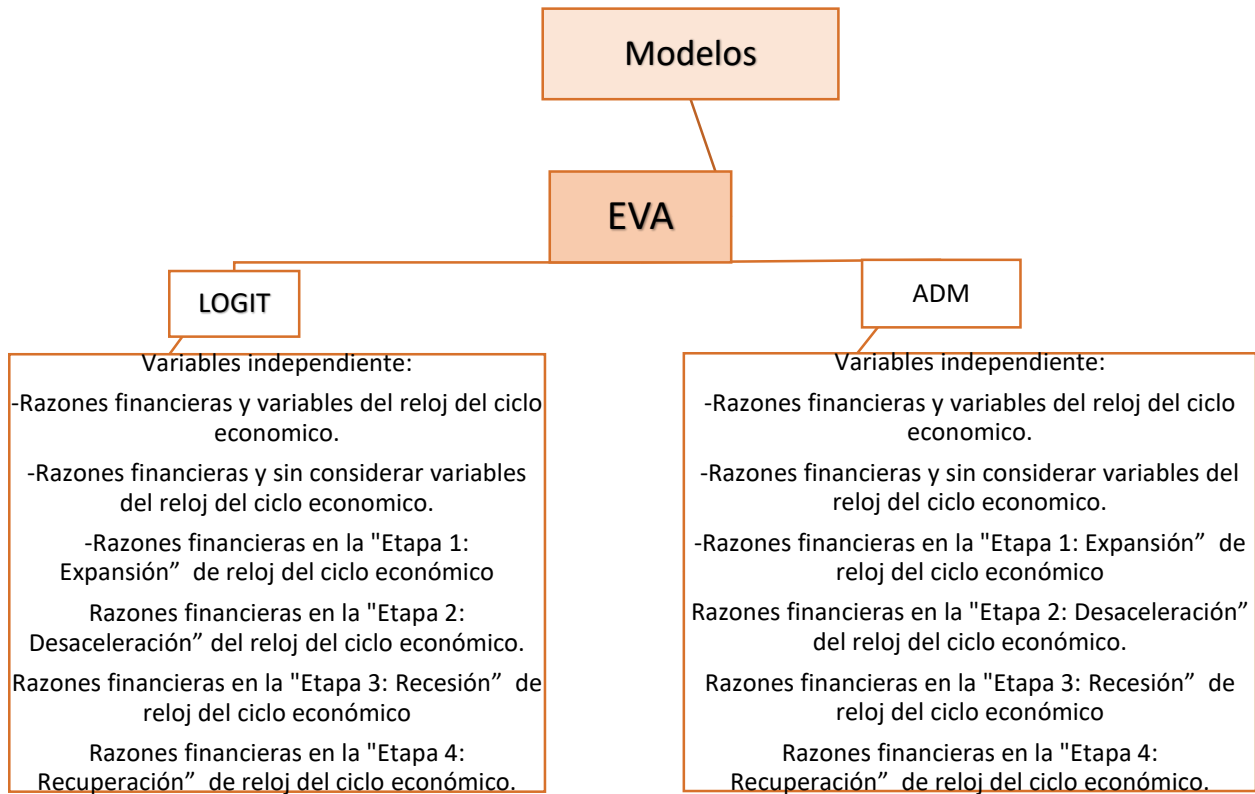 Modelos
EVA
LOGIT
ADM
Variables independiente:
-Razones financieras y variables del reloj del ciclo
economico.
-Razones financieras y sin considerar variables
del reloj del ciclo economico.
-Razones financieras en la "Etapa 1:
Expansión” de reloj del ciclo económico
Razones financieras en la "Etapa 2:
Desaceleración” del reloj del ciclo económico.
Razones financieras en la "Etapa 3: Recesión” de
reloj del ciclo económico
Razones financieras en la "Etapa 4:
Recuperación” de reloj del ciclo económico.
Variables independiente:
-Razones financieras y variables del reloj del ciclo
economico.
-Razones financieras y sin considerar variables del
reloj del ciclo economico.
-Razones financieras en la "Etapa 1: Expansión” de
reloj del ciclo económico
Razones financieras en la "Etapa 2: Desaceleración”
del reloj del ciclo económico.
Razones financieras en la "Etapa 3: Recesión” de
reloj del ciclo económico
Razones financieras en la "Etapa 4:
Recuperación” de reloj del ciclo económico.